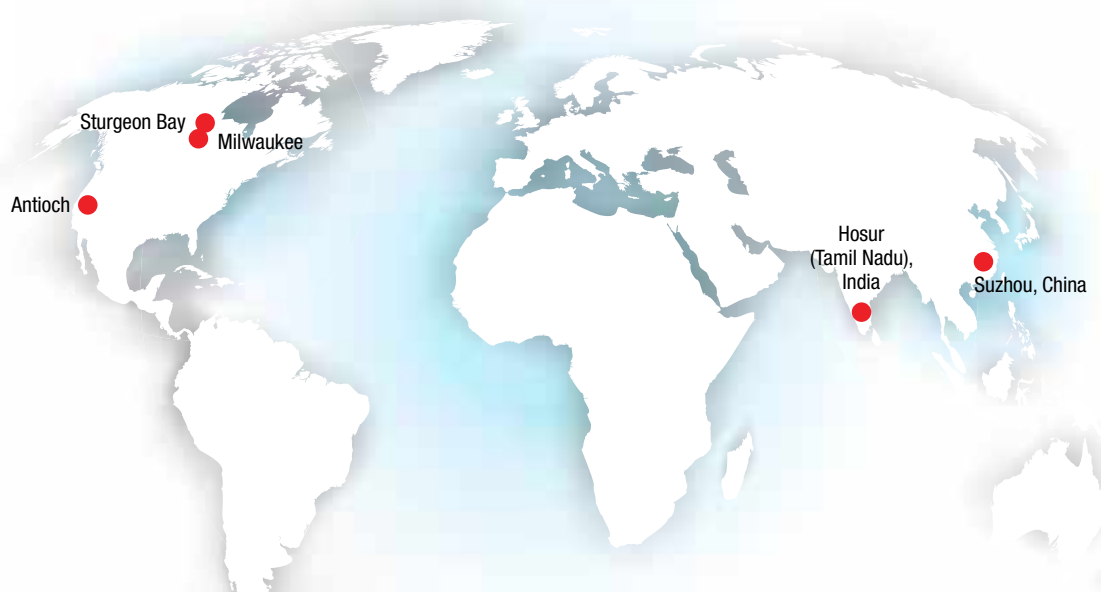 Sturgeon Bay
Milwaukee
Antioch
Hosur
(Tamil Nadu),
India
Suzhou, China